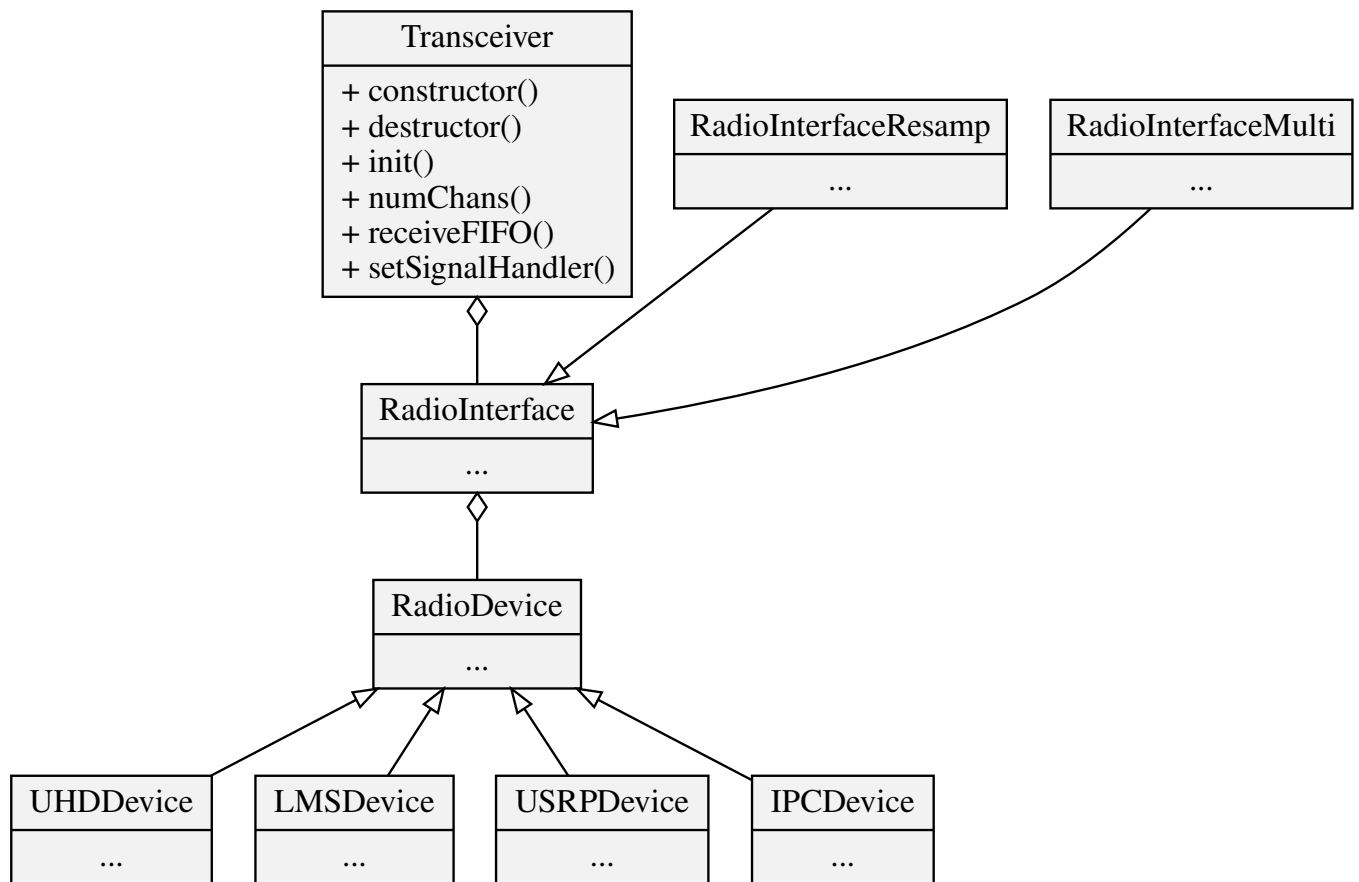 Transceiver
+ constructor()
+ destructor()
+ init()
+ numChans()
+ receiveFIFO()
+ setSignalHandler()
RadioInterfaceResamp
...
RadioInterfaceMulti
...
RadioInterface
...
RadioDevice
...
UHDDevice
...
LMSDevice
...
USRPDevice
...
IPCDevice
...